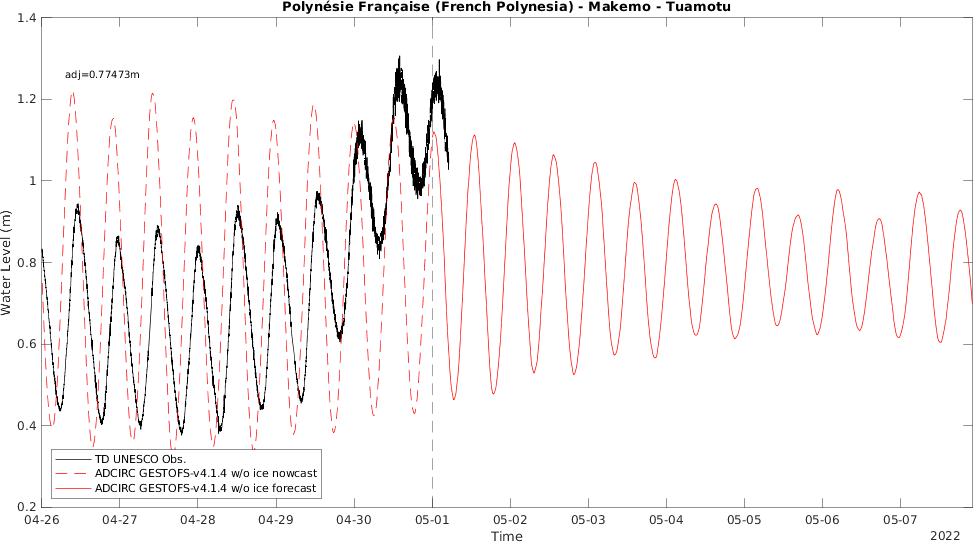 Polynésie Française (French Polynesia) - Makemo - Tuamotu
1.4
adj=0.77473m
1.2
1
0.8
0.6
0.4
0.2
Water Level (m)
TD UNESCO Obs.
ADCIRC GESTOFS-v4.1.4 w/o ice nowcast
ADCIRC GESTOFS-v4.1.4 w/o ice forecast
04-26 04-27 04-28 04-29 04-30 05-01 05-02 05-03 05-04 05-05 05-06 05-07
Time
2022